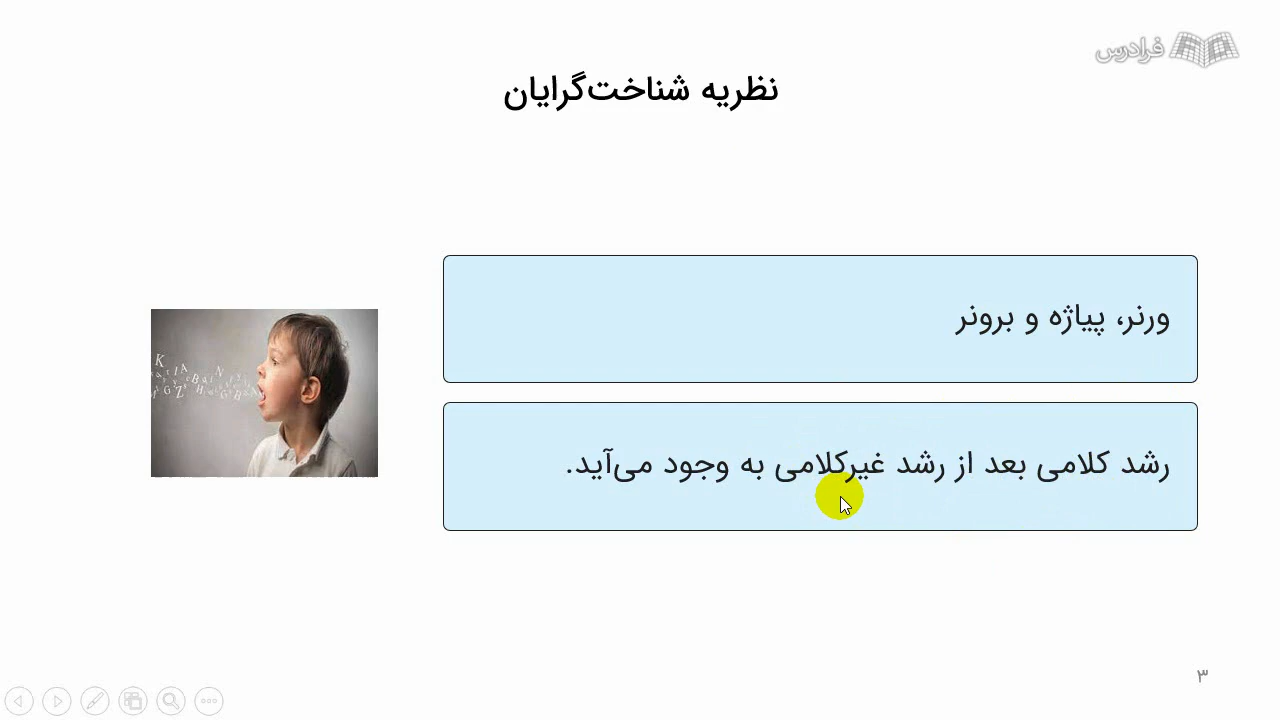 فرادرس
نظریه شناخت‌گرایان
ورنر، پیاژه و برونر
رشد کلامی بعد از رشد غیرکلامی به وجود می‌آید.
۳